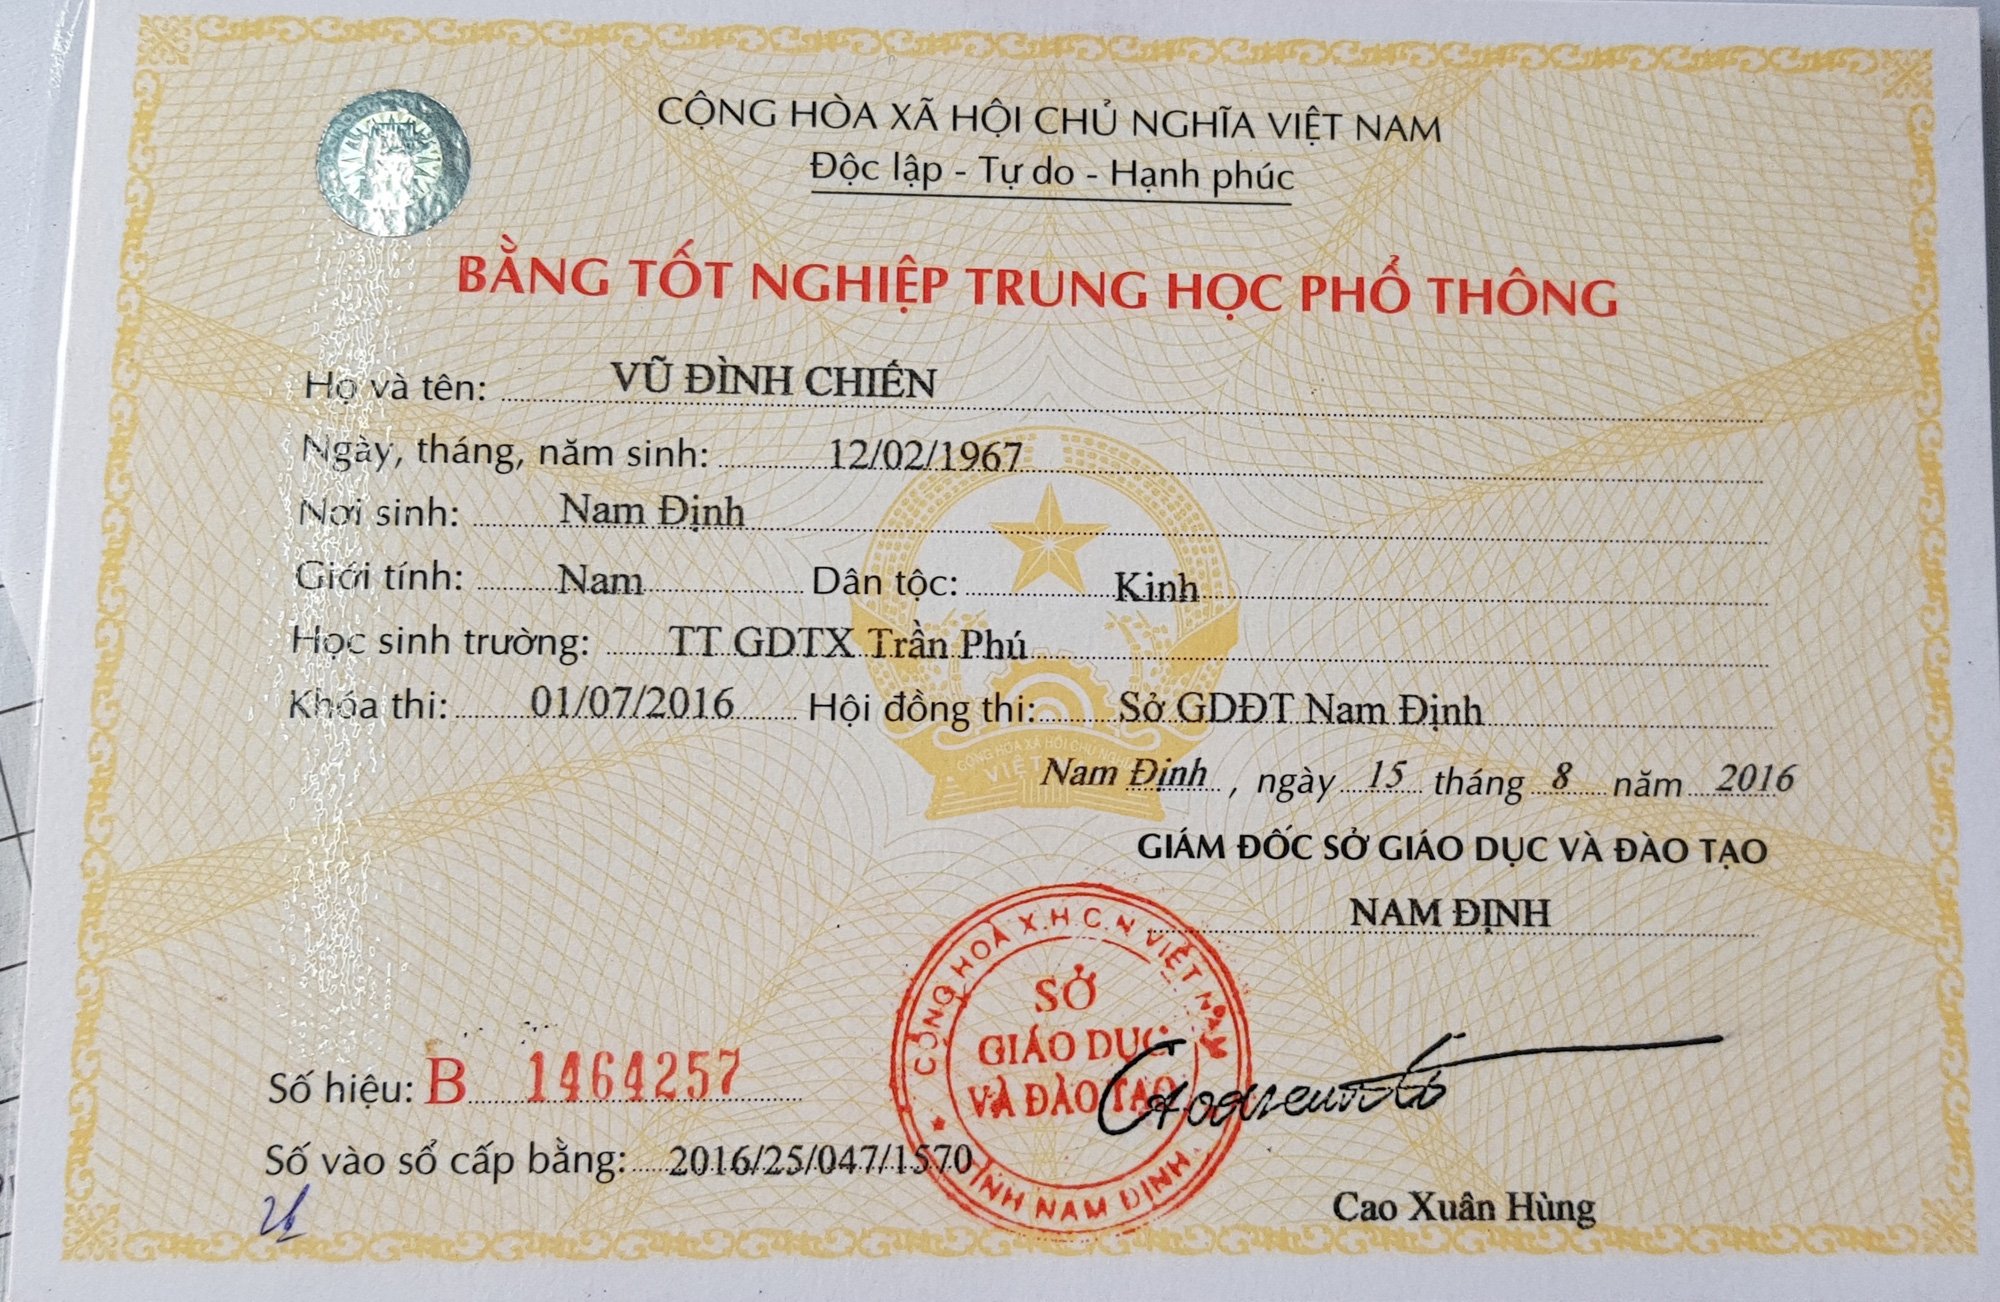 CỘNG HÒA XÃ HỘI CHỦ NGHĨA VIỆT NAM
Độc lập - Tự do - Hạnh phúc
BẰNG TỐT NGHIỆP TRUNG HỌC PHỔ THÔNG
Họ và tên: VŨ ĐÌNH CHIẾN
Ngày, tháng, năm sinh: 12/02/1967
Nơi sinh: Nam Định
Giới tính: Nam Dân tộc: Kinh
Học sinh trường: TT GDTX Trần Phú
Khóa thi: 01/07/2016 Hội đồng thi: Sở GDĐT Nam Định
Nam Định, ngày 15 tháng 8 năm 2016
GIÁM ĐỐC SỞ GIÁO DỤC VÀ ĐÀO TẠO
NAM ĐỊNH
CỘNG HOÀ X.H.C.N VIỆT NAM
SỞ
GIÁO DỤC
VÀ ĐÀO TẠO
TỈNH NAM ĐỊNH
Số hiệu: B 1464257
Số vào sổ cấp bằng: 2016/25/047/1570
Cao Xuân Hùng